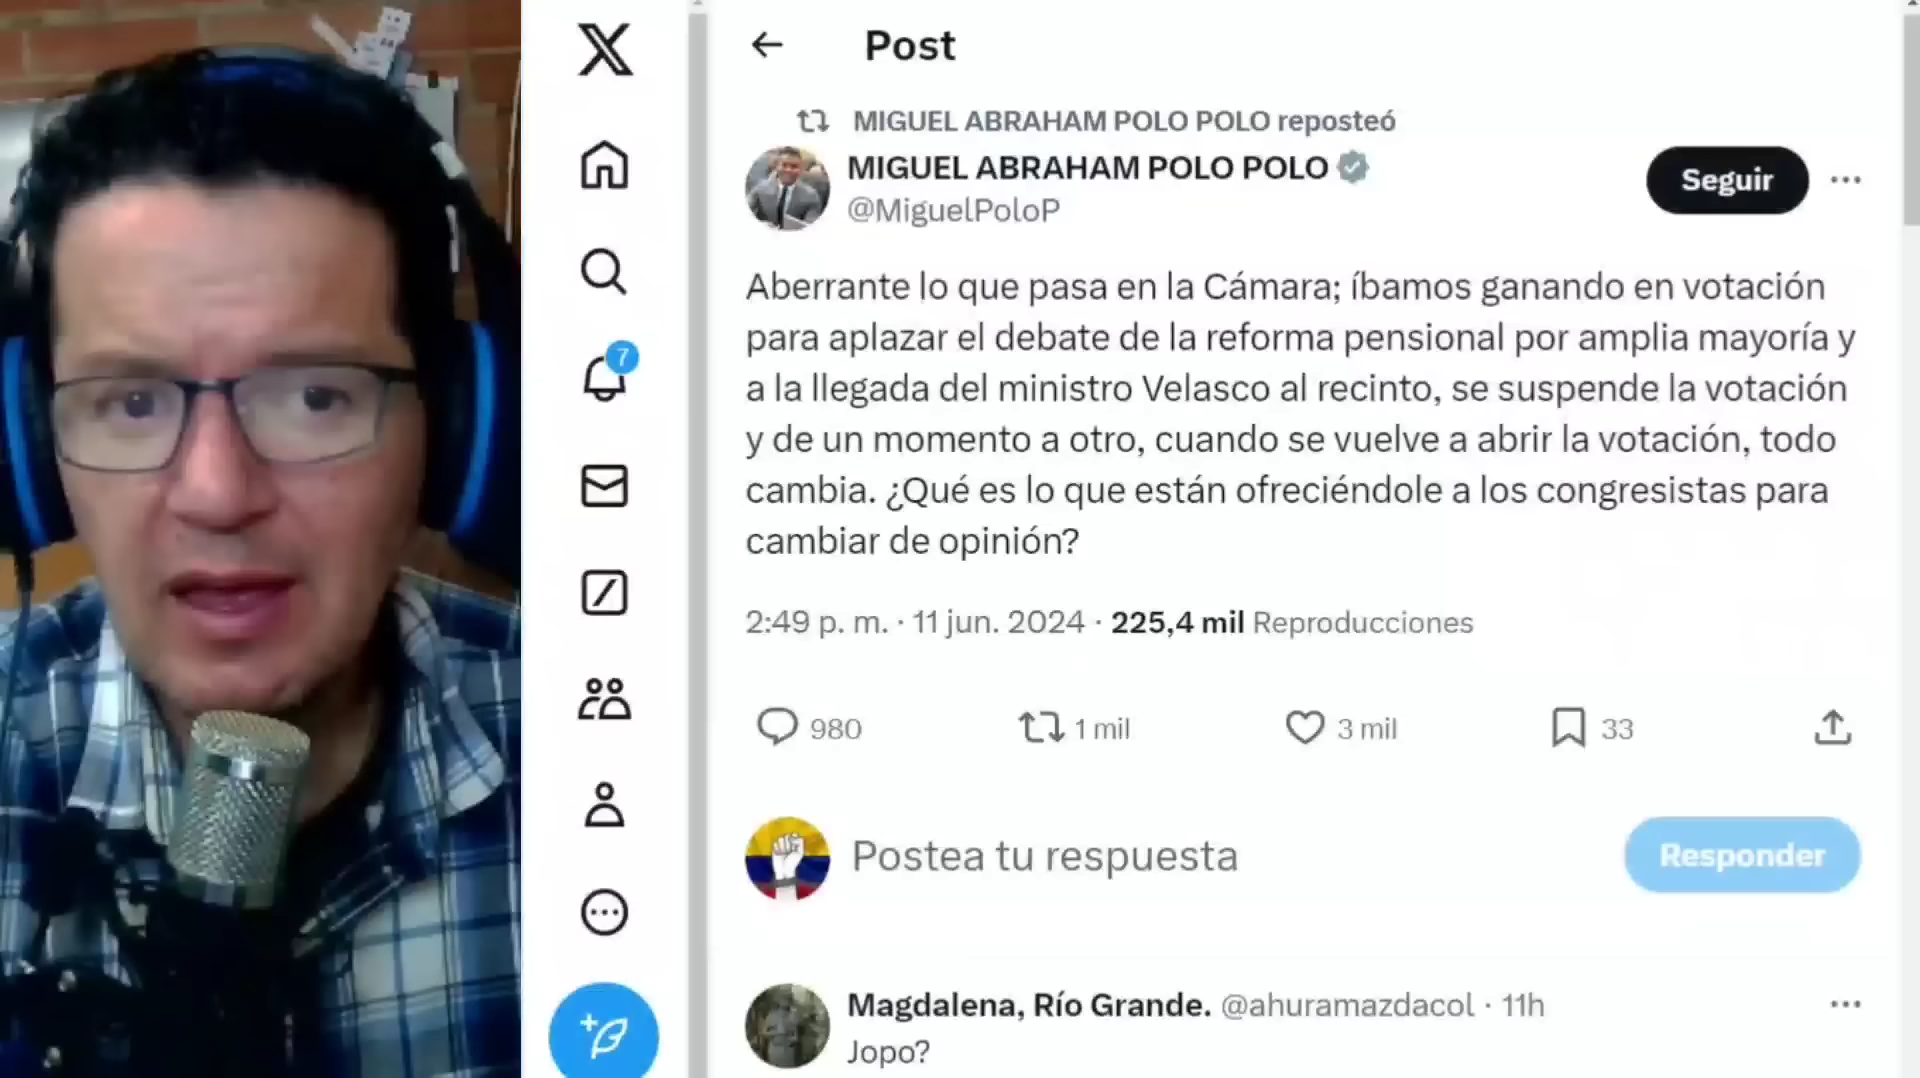 Post
MIGUEL ABRAHAM POLO POLO reposteó
MIGUEL ABRAHAM POLO POLO
Seguir
@MiguelPoloP
Aberrante lo que pasa en la Cámara; íbamos ganando en votación
para aplazar el debate de la reforma pensional por amplia mayoría y
a la llegada del ministro Velasco al recinto, se suspende la votación
y de un momento a otro, cuando se vuelve a abrir la votación, todo
cambia. ¿Qué es lo que están ofreciéndole a los congresistas para
cambiar de opinión?
2:49 p. m. · 11 jun. 2024 · 225,4 mil Reproducciones
980 1 mil 3 mil 33
Postea tu respuesta
Responder
Magdalena, Río Grande. @ahuramazdacol · 11h
Jopo?
7